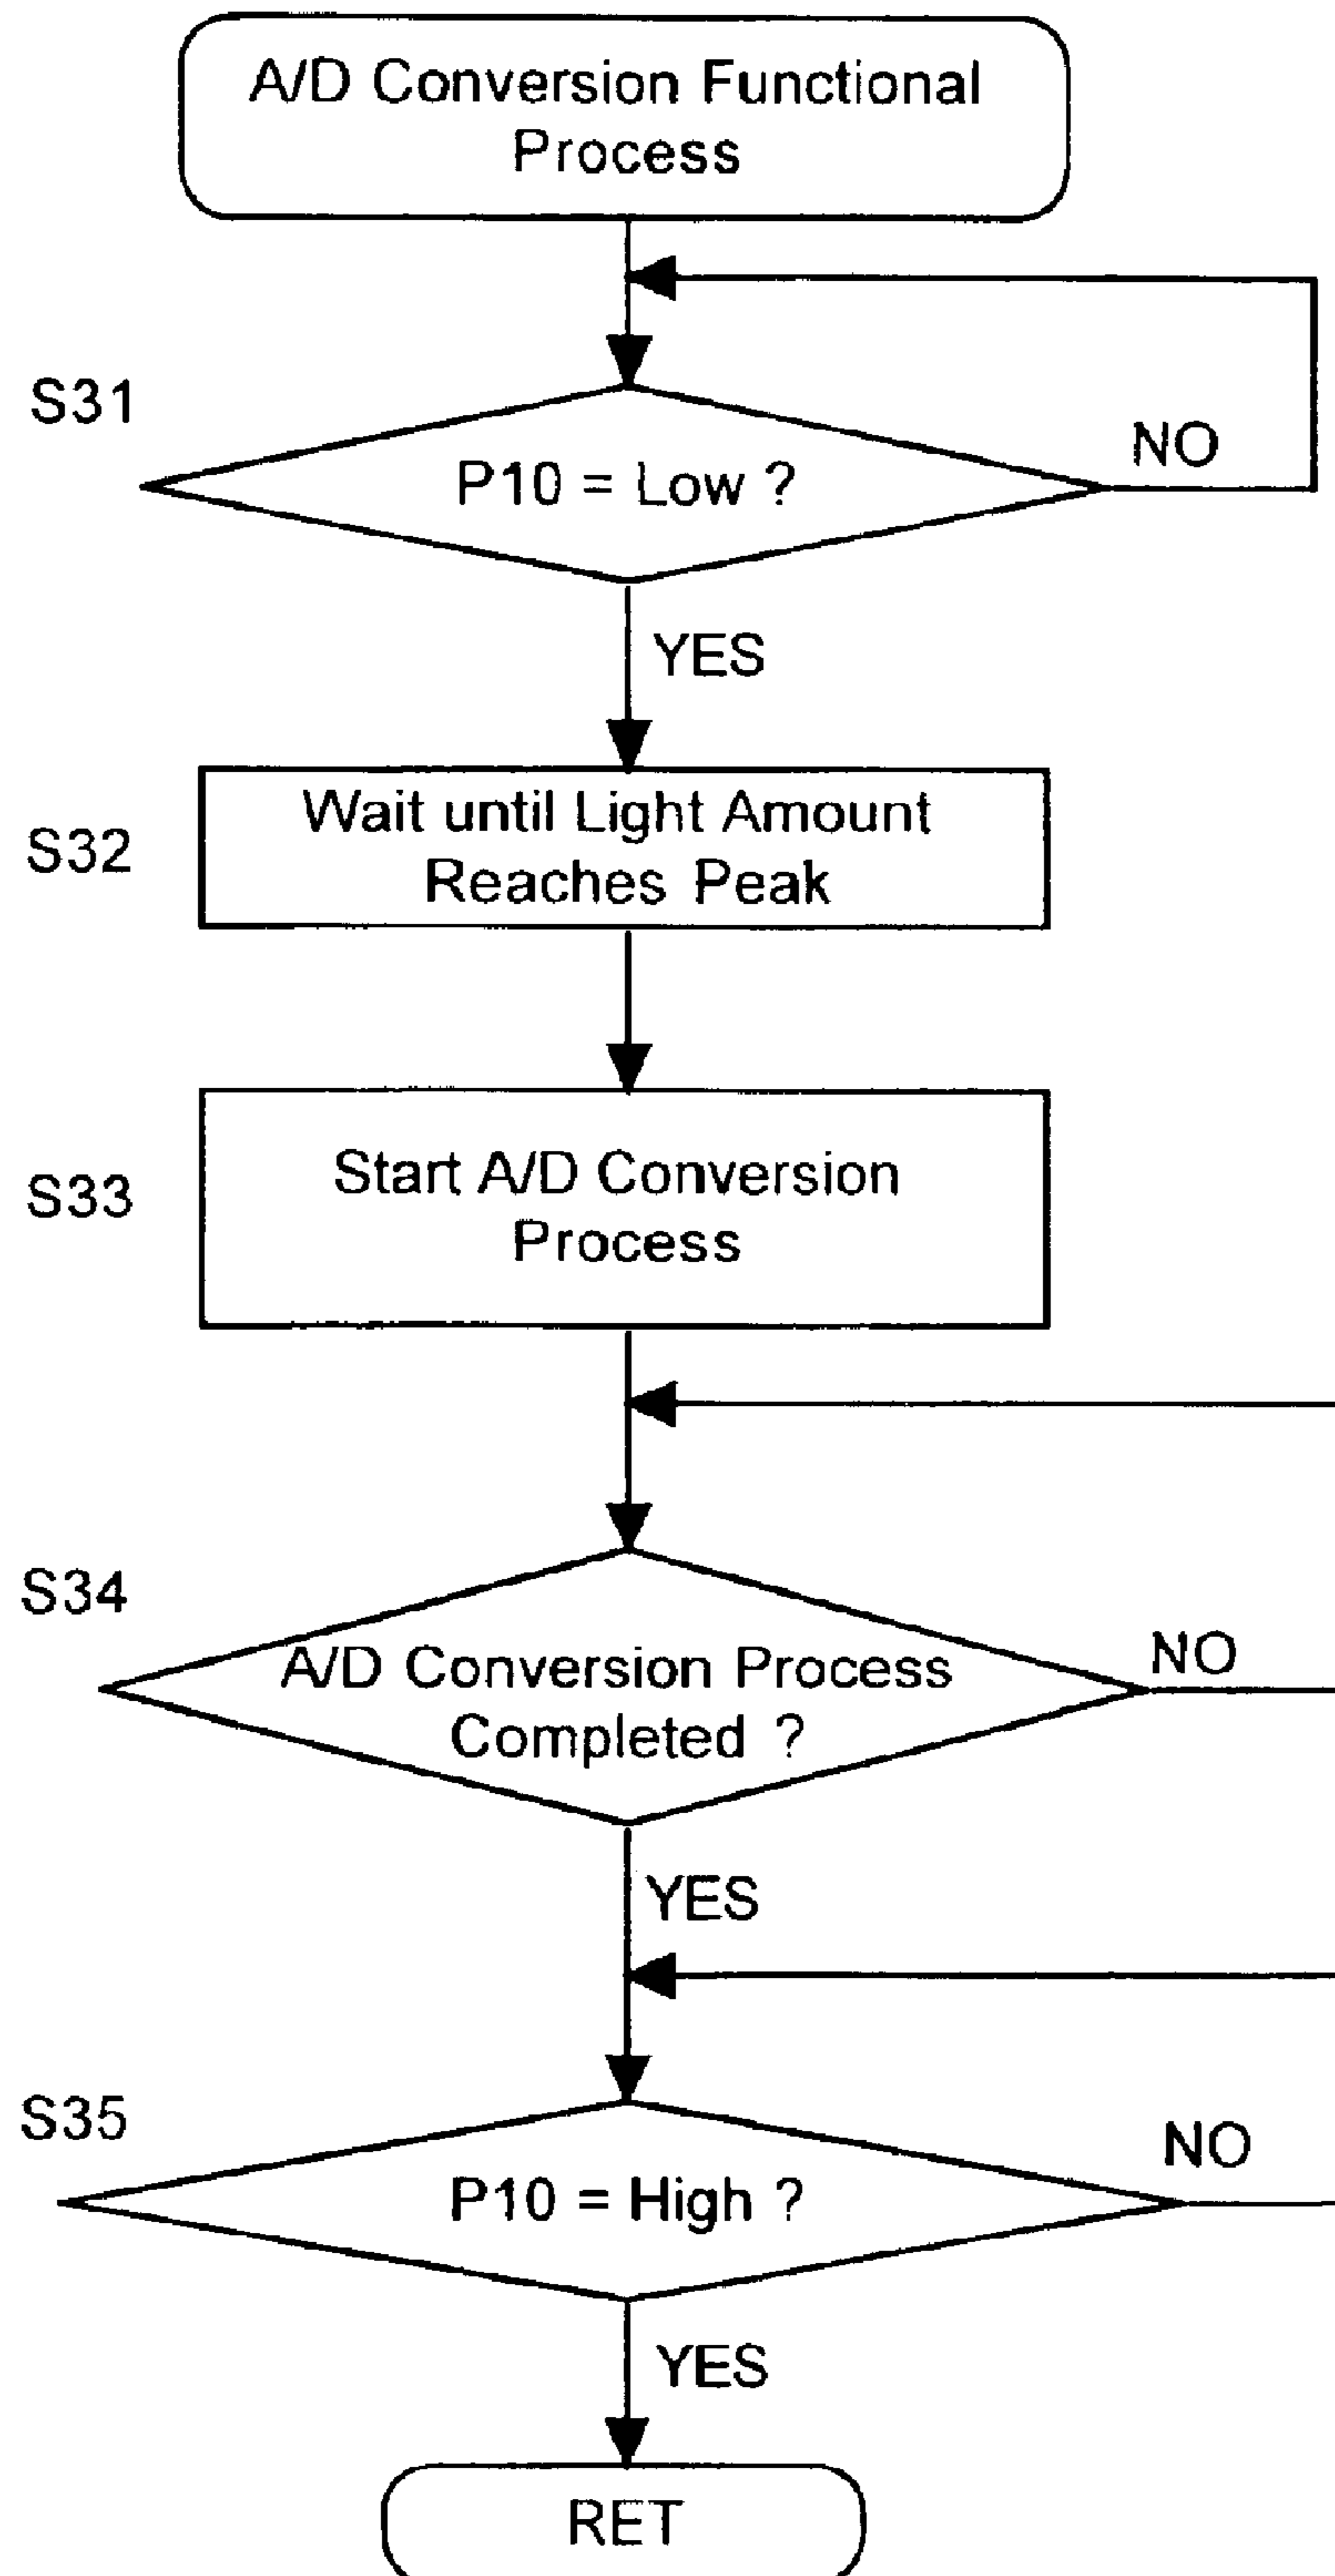 A/D Conversion Functional
Process
S31
P10 = Low ?
NO
YES
S32
Wait until Light Amount
Reaches Peak
S33
Start A/D Conversion
Process
S34
A/D Conversion Process
Completed ?
NO
YES
S35
P10 = High ?
NO
YES
RET